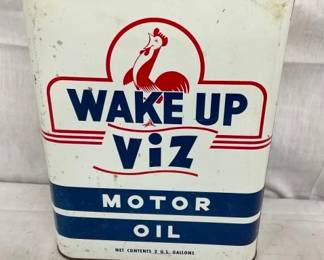 WAKE UP
ViZ
MOTOR
OIL
NET CONTENTS 2 U.S. GALLONS